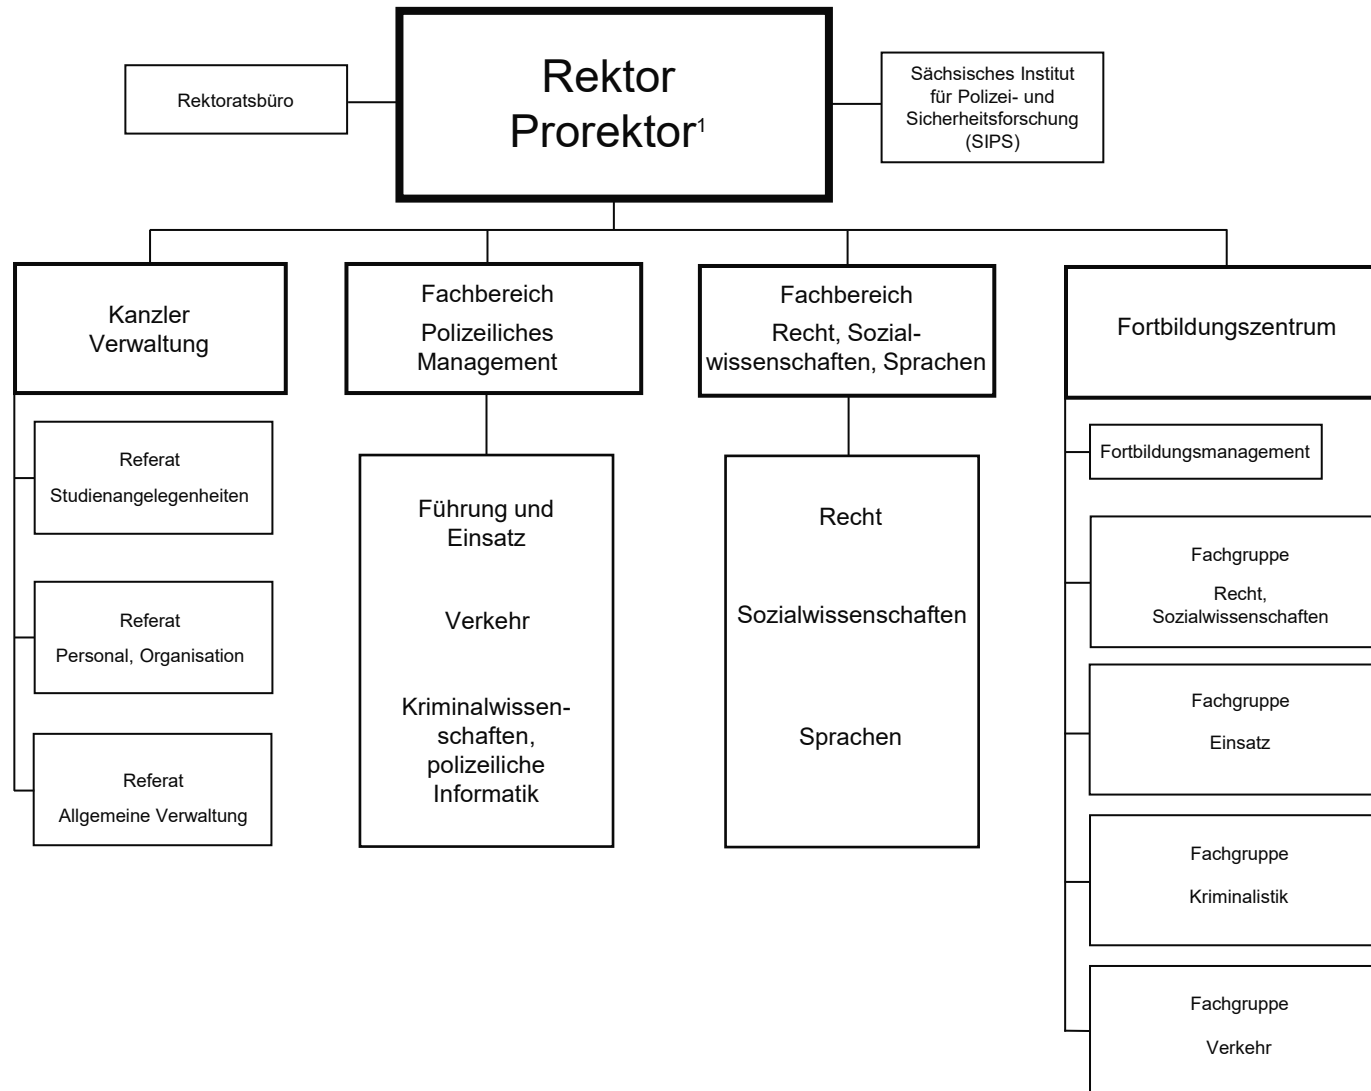 Rektor
Prorektor¹
Rektoratsbüro
Sächsisches Institut
für Polizei- und
Sicherheitsforschung
(SIPS)
Kanzler
Verwaltung
Referat
Studienangelegenheiten
Referat
Personal, Organisation
Referat
Allgemeine Verwaltung
Fachbereich
Polizeiliches
Management
Führung und
Einsatz
Verkehr
Kriminalwissen-
schaften,
polizeiliche
Informatik
Fachbereich
Recht, Sozial-
wissenschaften, Sprachen
Recht
Sozialwissenschaften
Sprachen
Fortbildungszentrum
Fortbildungsmanagement
Fachgruppe
Recht,
Sozialwissenschaften
Fachgruppe
Einsatz
Fachgruppe
Kriminalistik
Fachgruppe
Verkehr